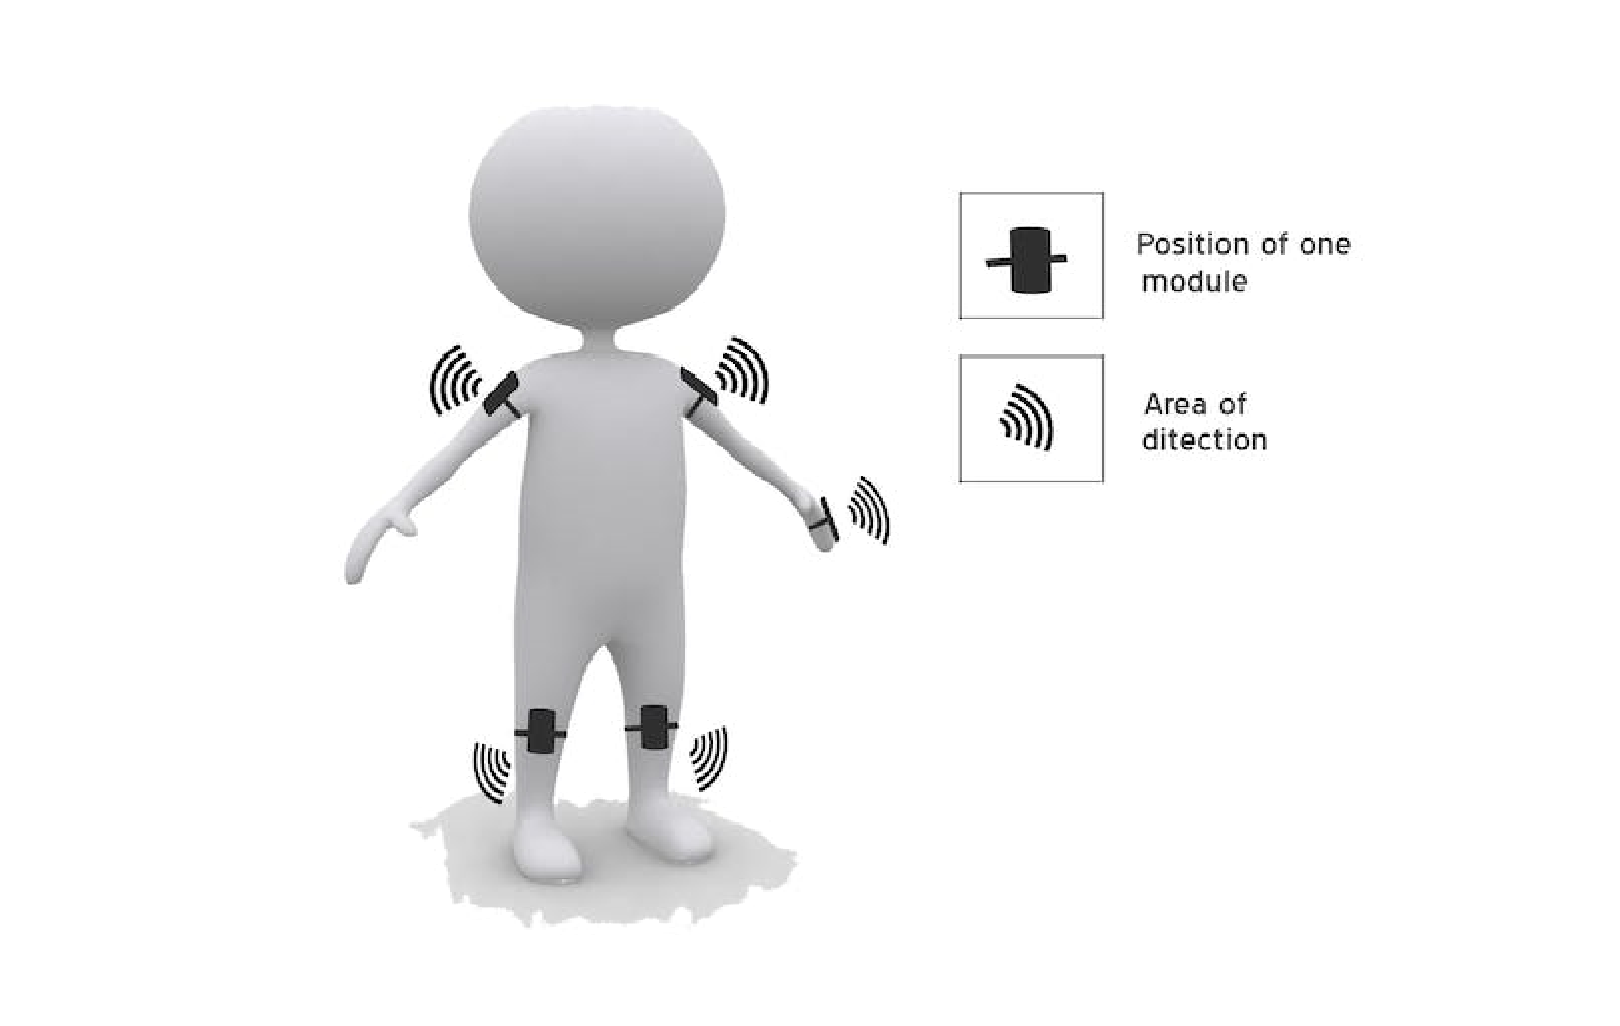 Position of one
module
Area of
ditection